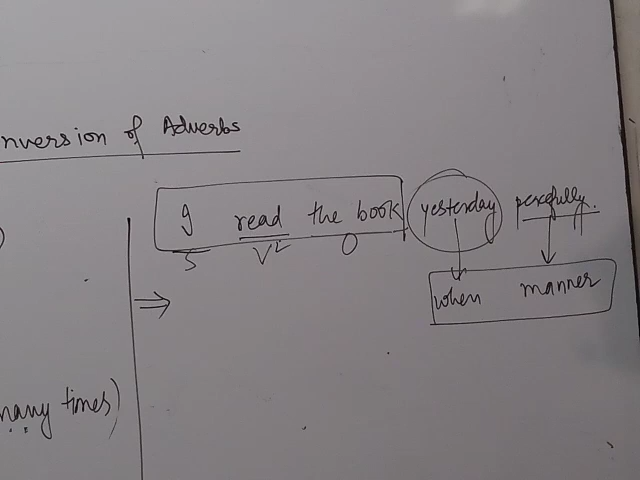 nversion of Adverbs
I read the book yesterday peacefully.
S V² O
when manner
)
many times)